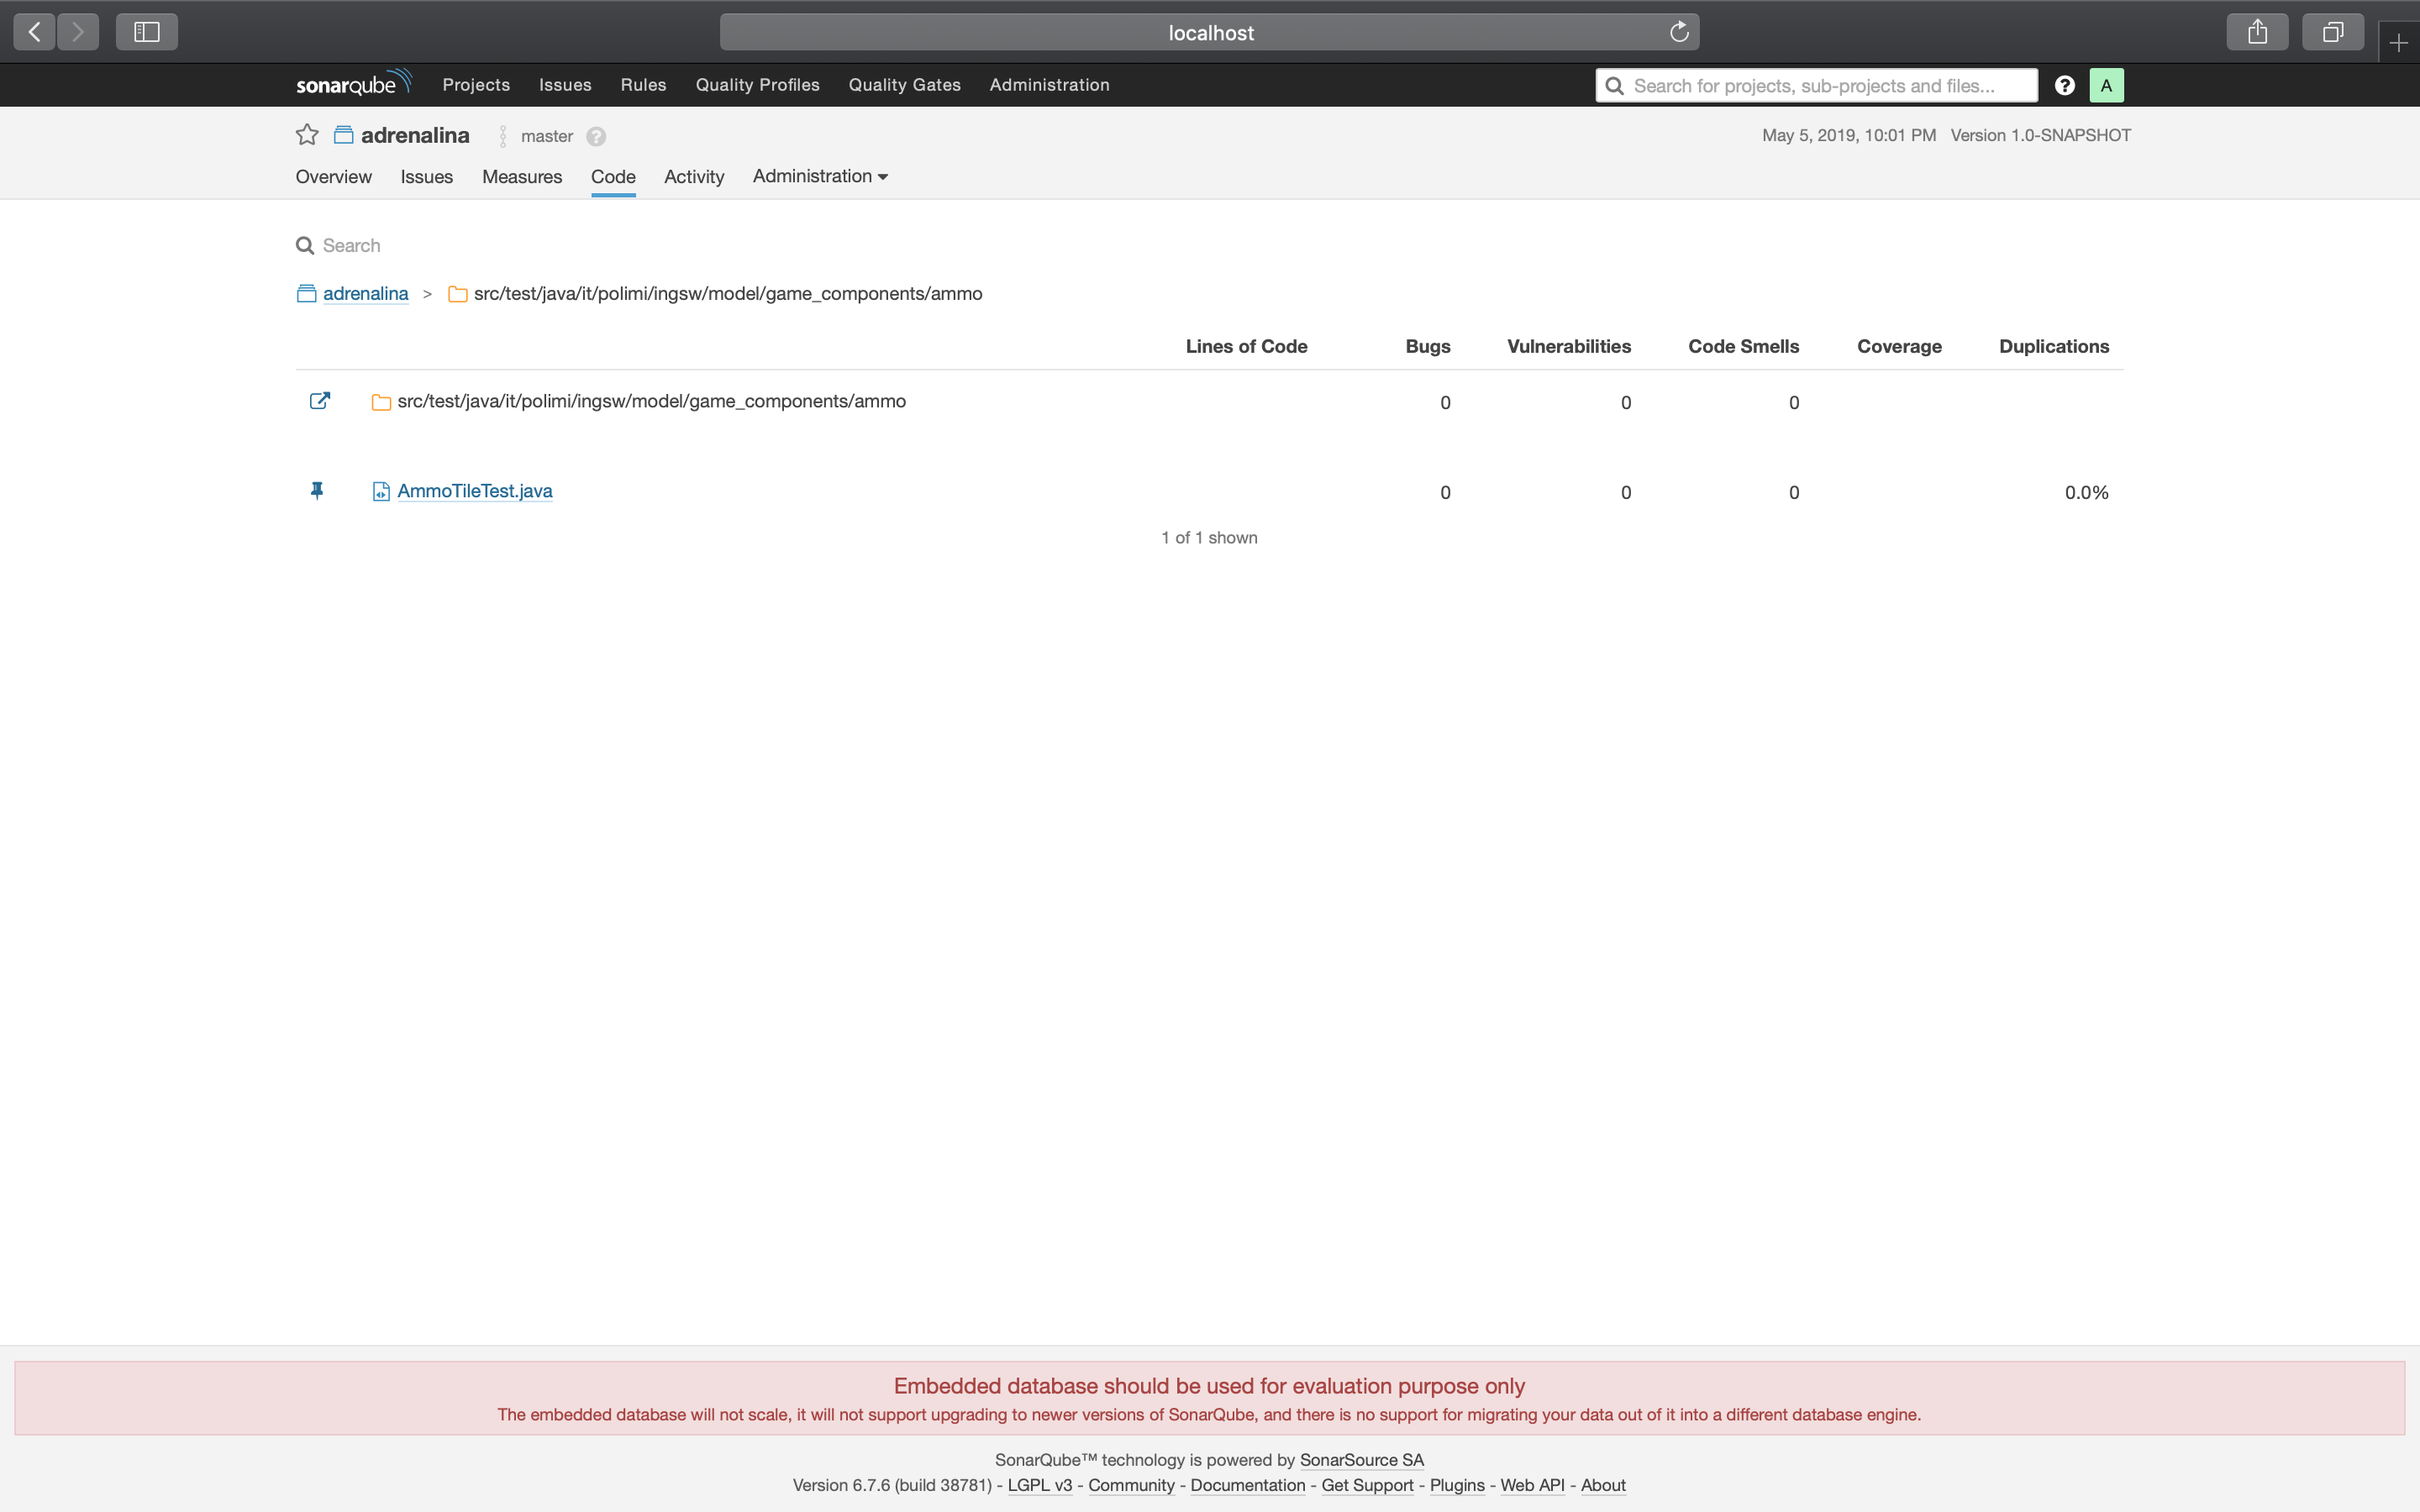 localhost
sonarqube Projects Issues Rules Quality Profiles Quality Gates Administration Search for projects, sub-projects and files... ? A
adrenalina master ? May 5, 2019, 10:01 PM Version 1.0-SNAPSHOT
Overview Issues Measures Code Activity Administration
Search
adrenalina > src/test/java/it/polimi/ingsw/model/game_components/ammo
Lines of Code Bugs Vulnerabilities Code Smells Coverage Duplications
src/test/java/it/polimi/ingsw/model/game_components/ammo 0 0 0
AmmoTileTest.java 0 0 0 0.0%
1 of 1 shown
Embedded database should be used for evaluation purpose only
The embedded database will not scale, it will not support upgrading to newer versions of SonarQube, and there is no support for migrating your data out of it into a different database engine.
SonarQube™ technology is powered by SonarSource SA
Version 6.7.6 (build 38781) - LGPL v3 - Community - Documentation - Get Support - Plugins - Web API - About